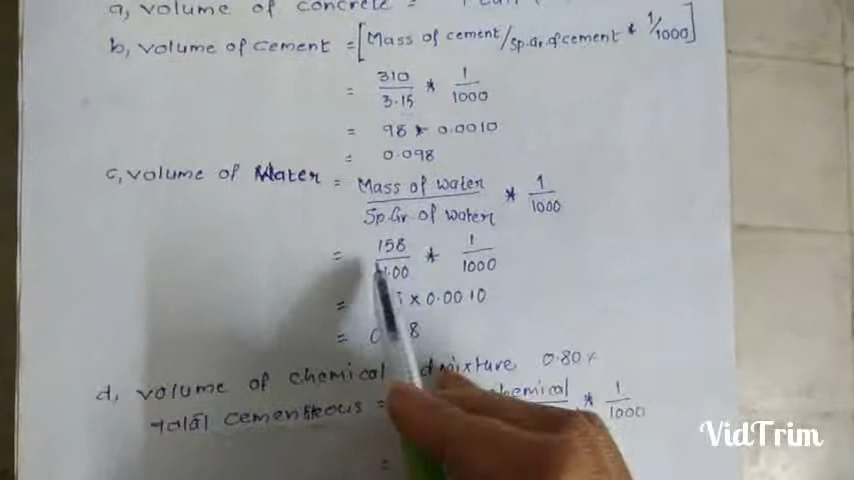 a, volume of concrete =
b, volume of cement = [Mass of cement/Sp.Gr.of cement * 1/1000]
= 310/3.15 * 1/1000
= 98 * 0.0010
= 0.098
c, volume of Water = Mass of water/Sp.Gr of water * 1/1000
= 158/1.00 * 1/1000
= x 0.0010
= 0 8
d, volume of chemical 0.80%
total cementeous = chemical * 1/1000
=
VidTrim